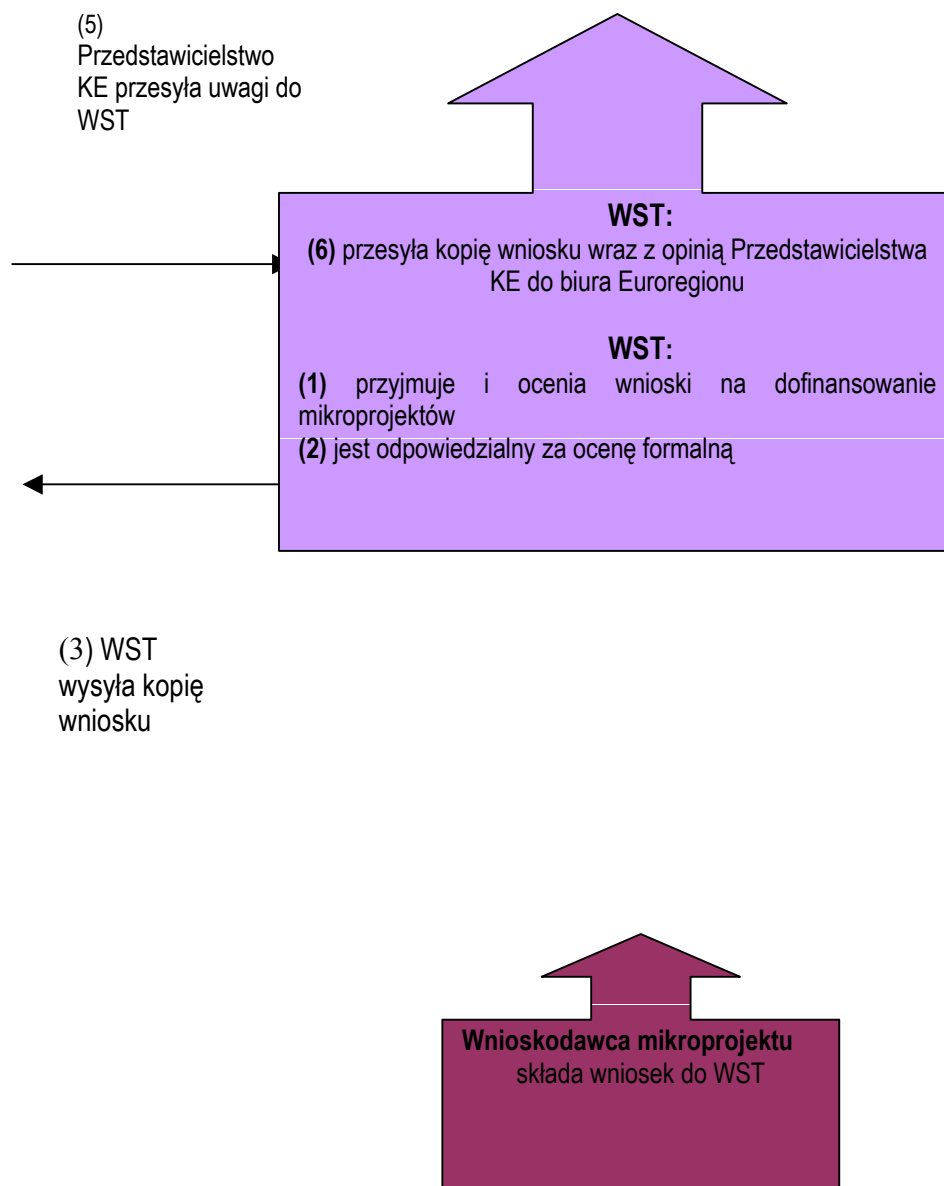 (5)
Przedstawicielstwo
KE przesyła uwagi do
WST
WST:
(6) przesyła kopię wniosku wraz z opinią Przedstawicielstwa
KE do biura Euroregionu
WST:
(1) przyjmuje i ocenia wnioski na dofinansowanie
mikroprojektów
(2) jest odpowiedzialny za ocenę formalną
(3) WST
wysyła kopię
wniosku
Wnioskodawca mikroprojektu
składa wniosek do WST